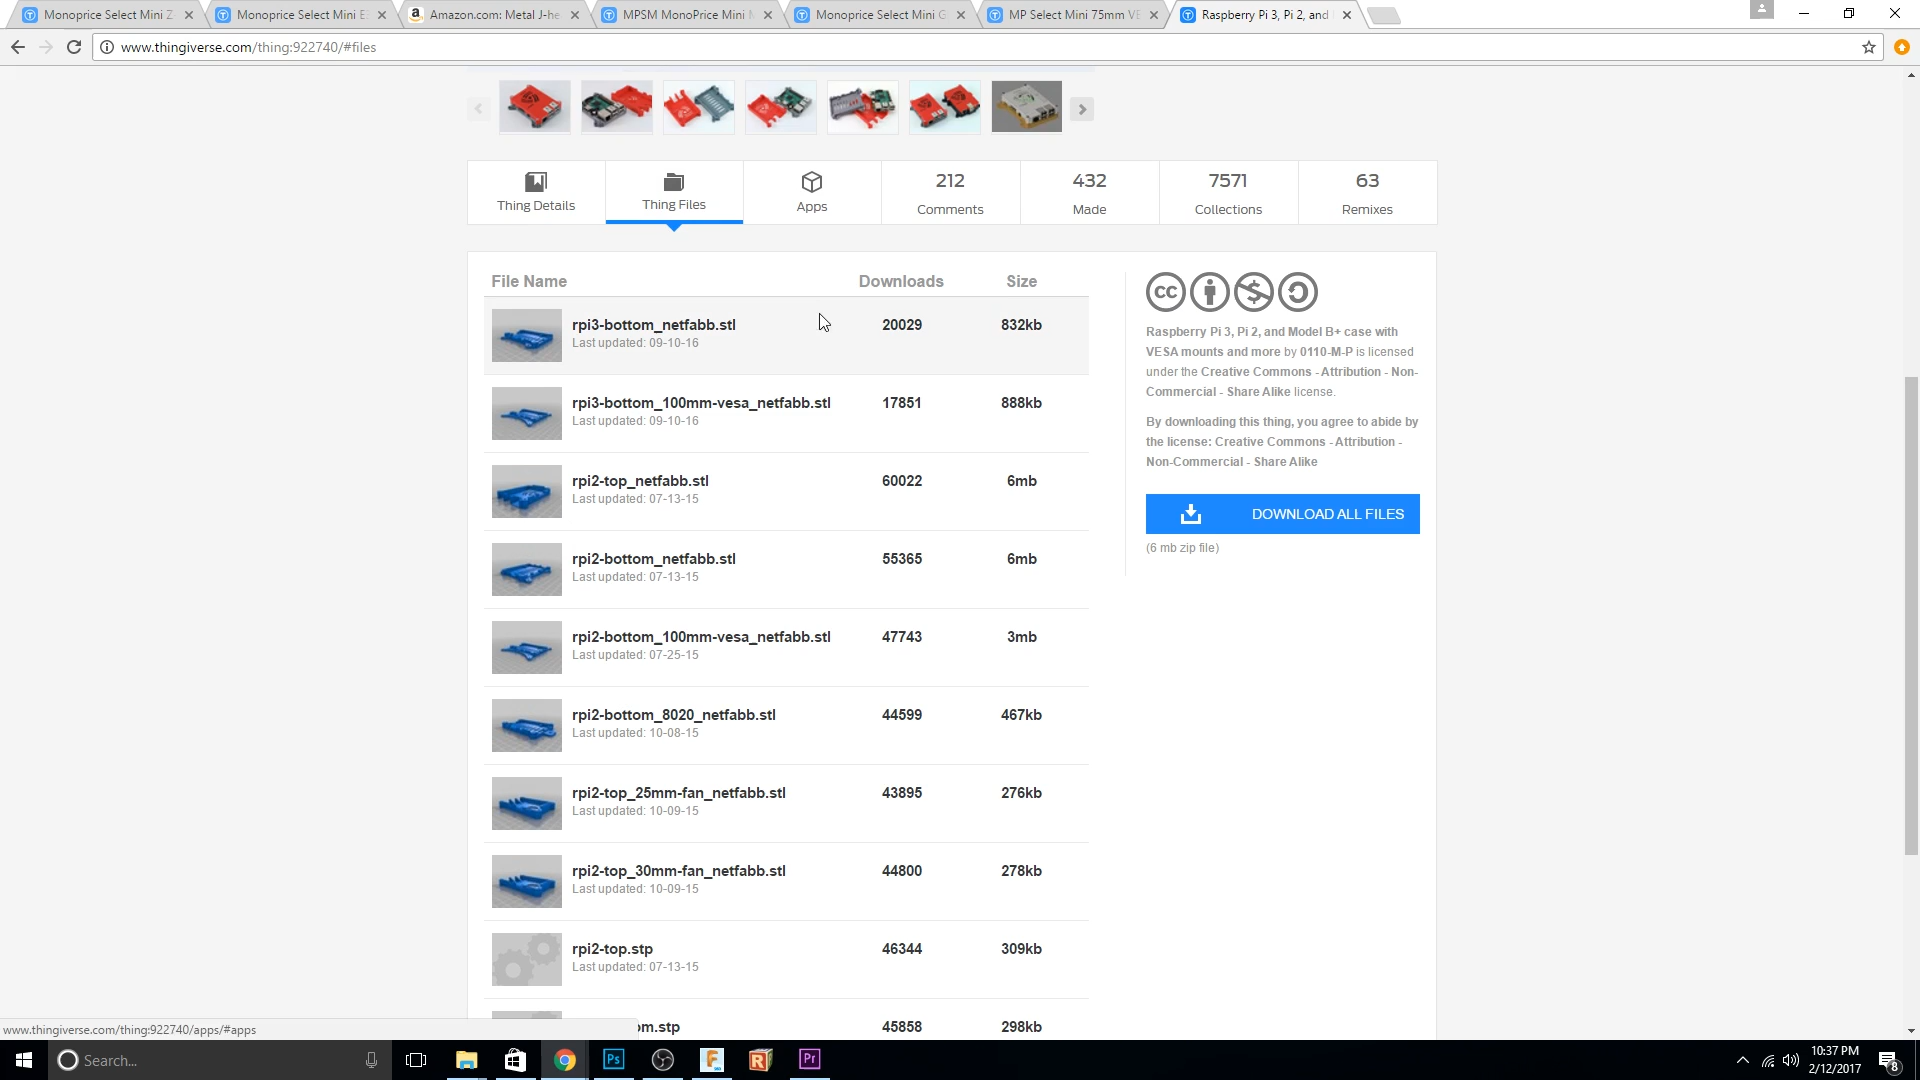 Monoprice Select Mini Z
Monoprice Select Mini E
Amazon.com: Metal J-he
MPSM MonoPrice Mini
Monoprice Select Mini G
MP Select Mini 75mm VE
Raspberry Pi 3, Pi 2, and
www.thingiverse.com/thing:922740/#files
Thing Details
Thing Files
Apps
212
Comments
432
Made
7571
Collections
63
Remixes
File Name Downloads Size
rpi3-bottom_netfabb.stl 20029 832kb
Last updated: 09-10-16
rpi3-bottom_100mm-vesa_netfabb.stl 17851 888kb
Last updated: 09-10-16
rpi2-top_netfabb.stl 60022 6mb
Last updated: 07-13-15
rpi2-bottom_netfabb.stl 55365 6mb
Last updated: 07-13-15
rpi2-bottom_100mm-vesa_netfabb.stl 47743 3mb
Last updated: 07-25-15
rpi2-bottom_8020_netfabb.stl 44599 467kb
Last updated: 10-08-15
rpi2-top_25mm-fan_netfabb.stl 43895 276kb
Last updated: 10-09-15
rpi2-top_30mm-fan_netfabb.stl 44800 278kb
Last updated: 10-09-15
rpi2-top.stp 46344 309kb
Last updated: 07-13-15
om.stp 45858 298kb
cc
Raspberry Pi 3, Pi 2, and Model B+ case with
VESA mounts and more by 0110-M-P is licensed
under the Creative Commons - Attribution - Non-
Commercial - Share Alike license.
By downloading this thing, you agree to abide by
the license: Creative Commons - Attribution -
Non-Commercial - Share Alike
DOWNLOAD ALL FILES
(6 mb zip file)
www.thingiverse.com/thing:922740/apps/#apps
Search...
Ps
F
R
Pr
10:37 PM
2/12/2017
8